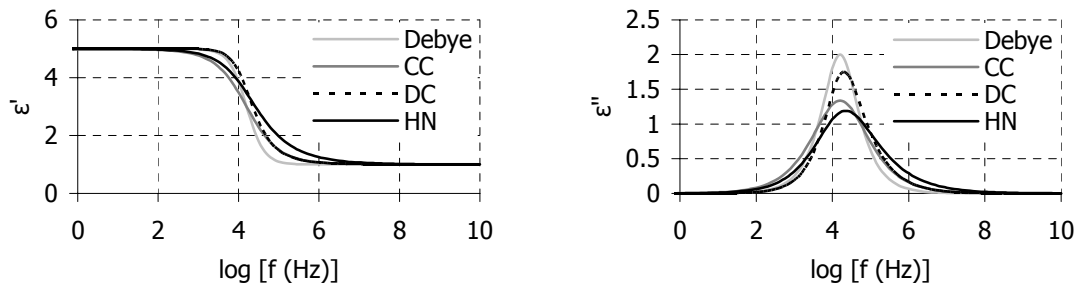 6
4
2
0
ε'
Debye
CC
DC
HN
0 2 4 6 8 10
log [f (Hz)]
2.5
2
1.5
1
0.5
0
ε"
Debye
CC
DC
HN
0 2 4 6 8 10
log [f (Hz)]